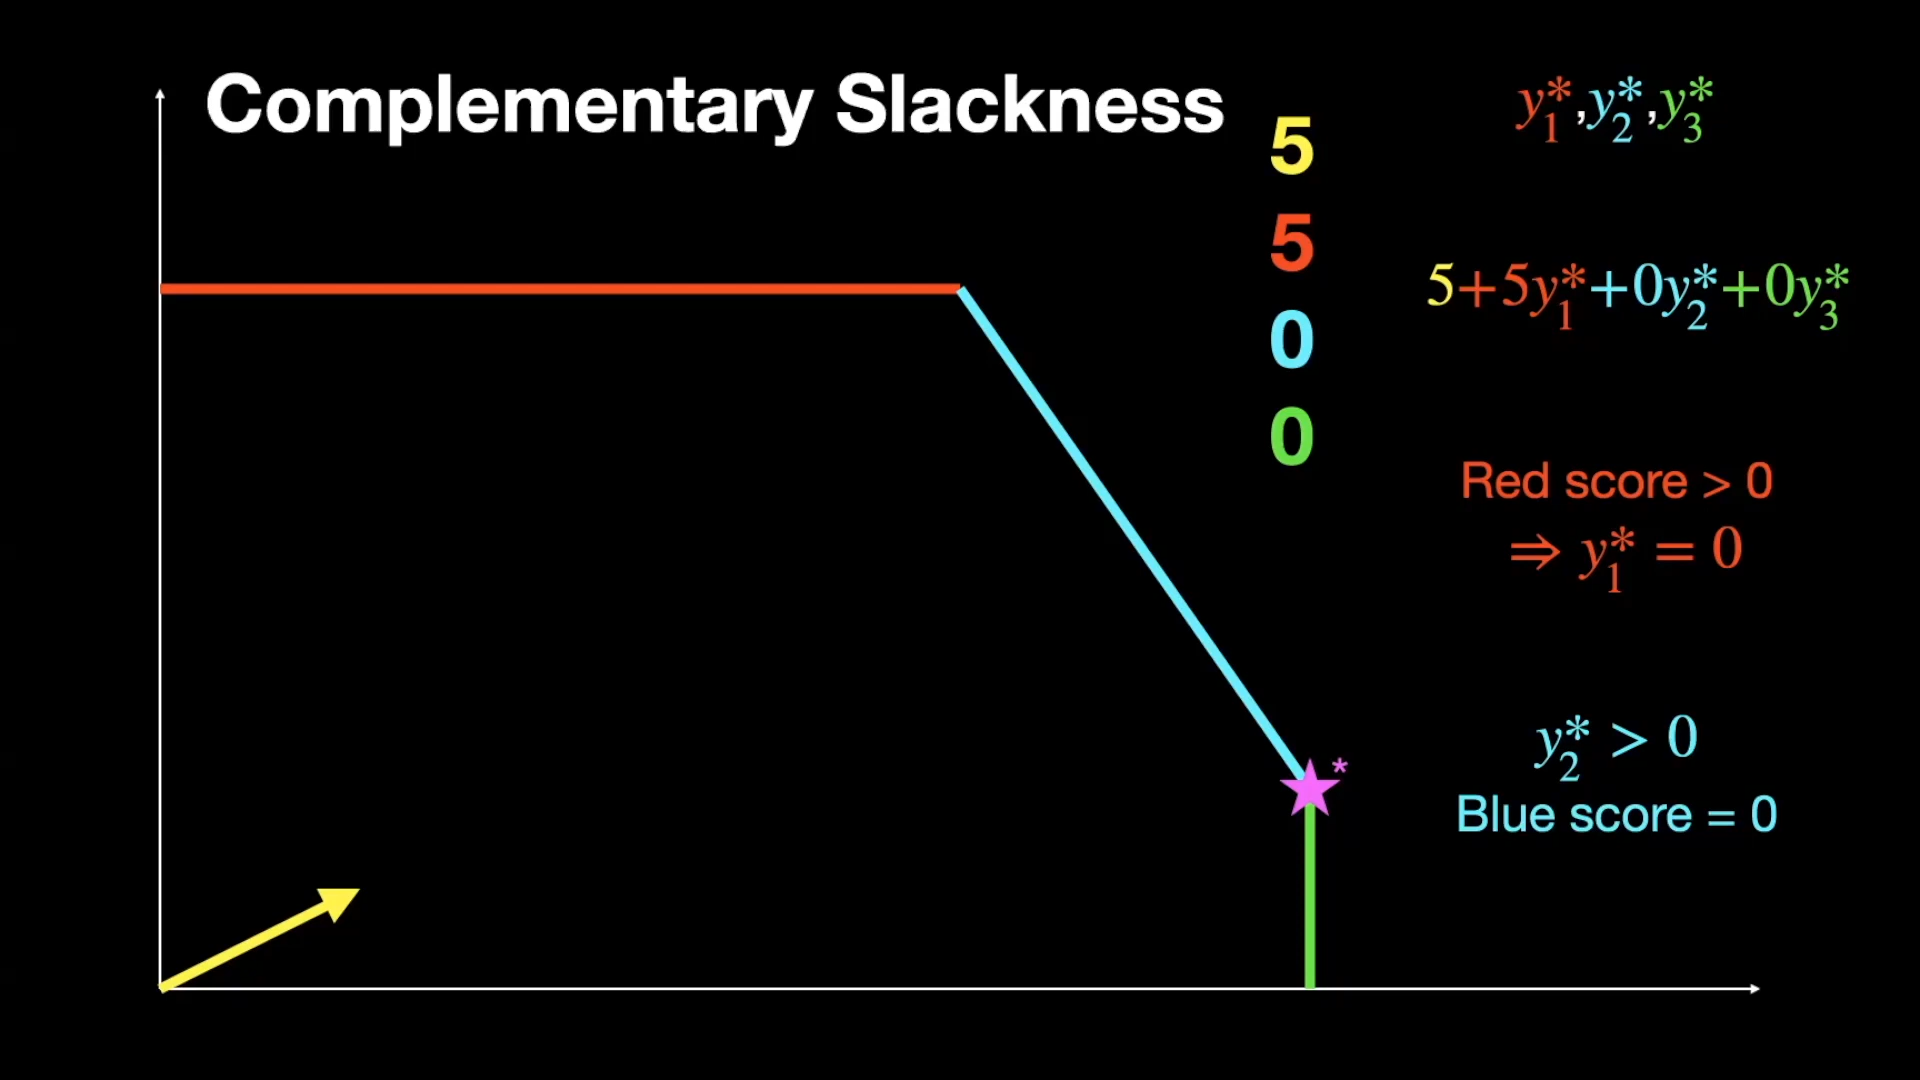 Complementary Slackness
5
5
0
0
y₁*,y₂*,y₃*
5+5y₁*+0y₂*+0y₃*
Red score > 0
⇒ y₁* = 0
y₂* > 0
Blue score = 0
*